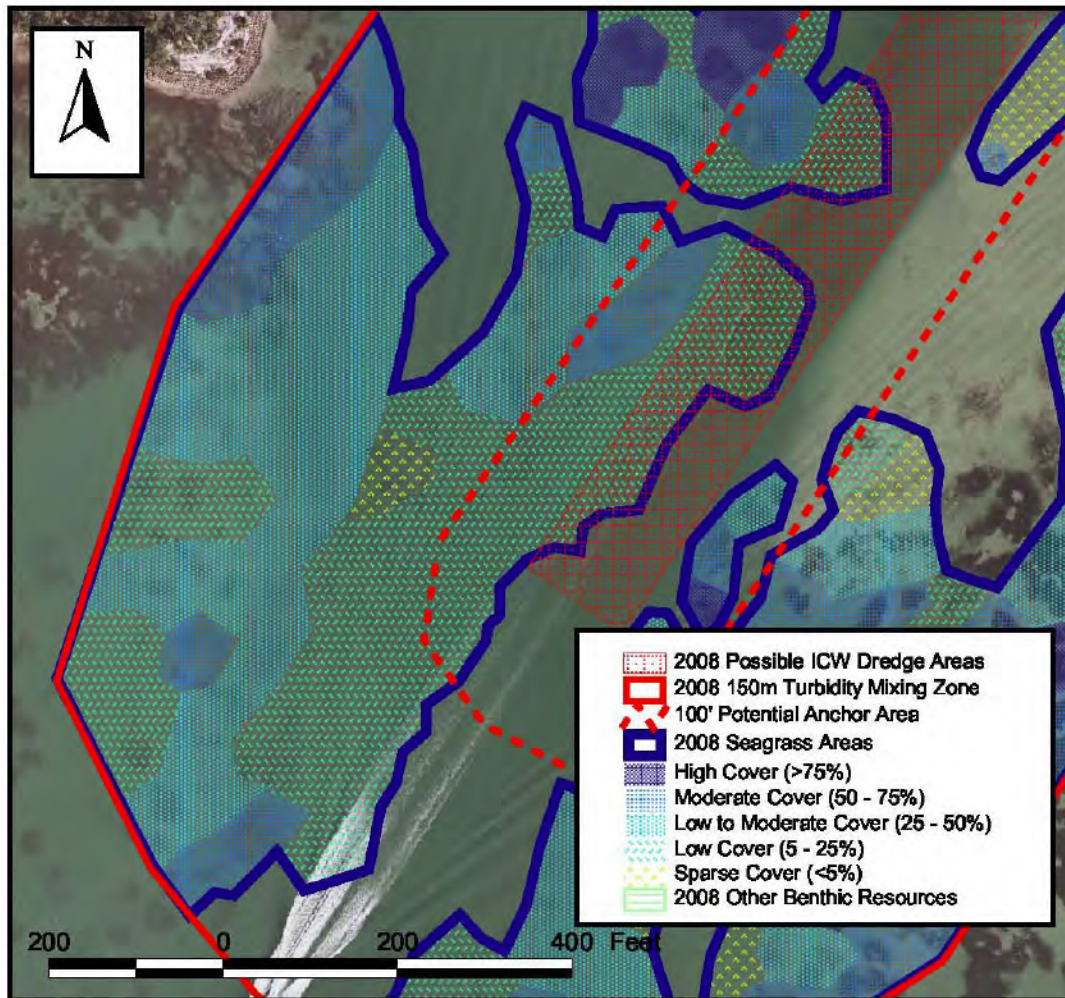 N
2008 Possible ICW Dredge Areas
2008 150m Turbidity Mixing Zone
100' Potential Anchor Area
2008 Seagrass Areas
High Cover (>75%)
Moderate Cover (50 - 75%)
Low to Moderate Cover (25 - 50%)
Low Cover (5 - 25%)
Sparse Cover (<5%)
2008 Other Benthic Resources
200 0 200 400 Feet